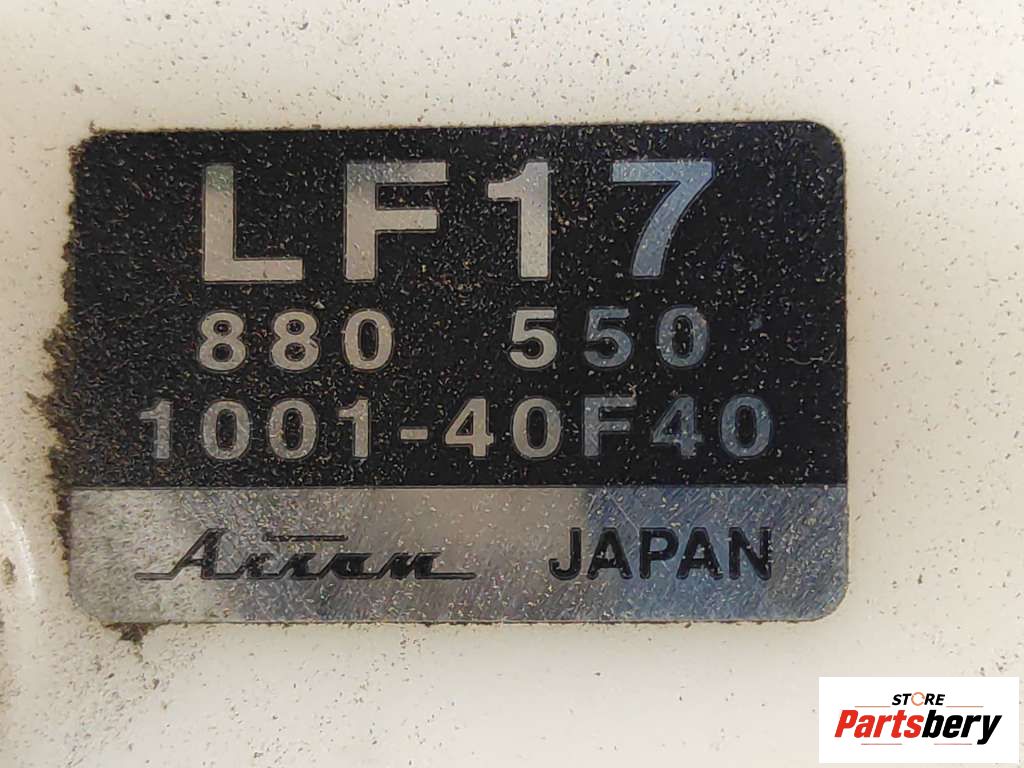 LF17
880 550
1001-40F40
Arrow JAPAN
STORE
Partsbery